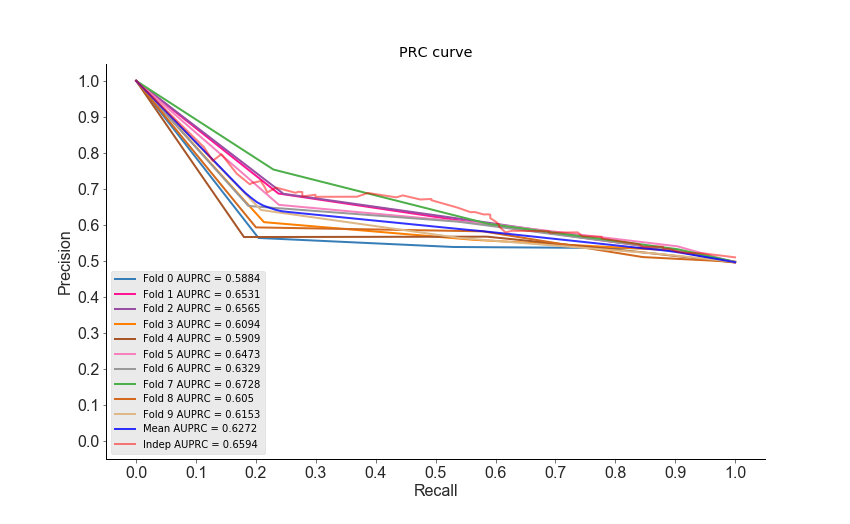 PRC curve
1.0
0.9
0.8
0.7
0.6
0.5
0.4
0.3
0.2
0.1
0.0
Precision
Fold 0 AUPRC = 0.5884
Fold 1 AUPRC = 0.6531
Fold 2 AUPRC = 0.6565
Fold 3 AUPRC = 0.6094
Fold 4 AUPRC = 0.5909
Fold 5 AUPRC = 0.6473
Fold 6 AUPRC = 0.6329
Fold 7 AUPRC = 0.6728
Fold 8 AUPRC = 0.605
Fold 9 AUPRC = 0.6153
Mean AUPRC = 0.6272
Indep AUPRC = 0.6594
0.0 0.1 0.2 0.3 0.4 0.5 0.6 0.7 0.8 0.9 1.0
Recall